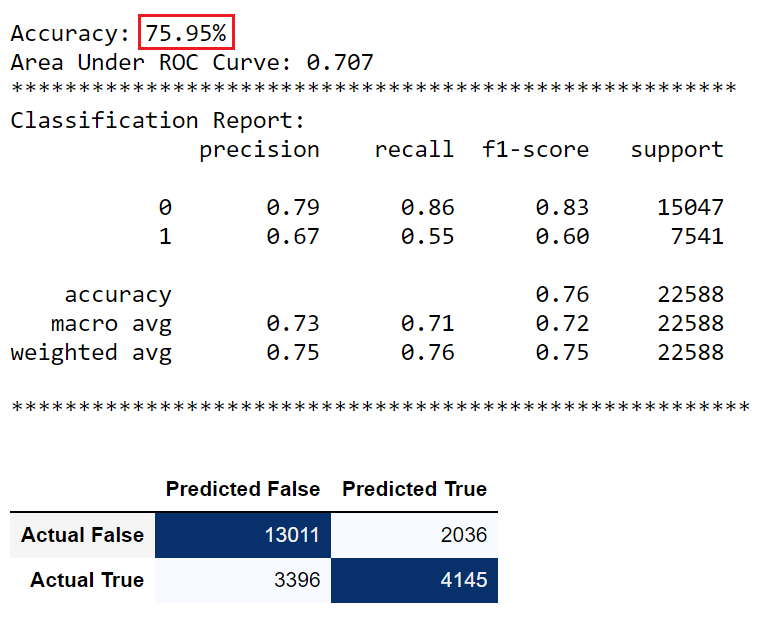 Accuracy: 75.95%
Area Under ROC Curve: 0.707
******************************************************
Classification Report:
precision recall f1-score support
0 0.79 0.86 0.83 15047
1 0.67 0.55 0.60 7541
accuracy 0.76 22588
macro avg 0.73 0.71 0.72 22588
weighted avg 0.75 0.76 0.75 22588
*******************************************************
Predicted False Predicted True
Actual False 13011 2036
Actual True 3396 4145